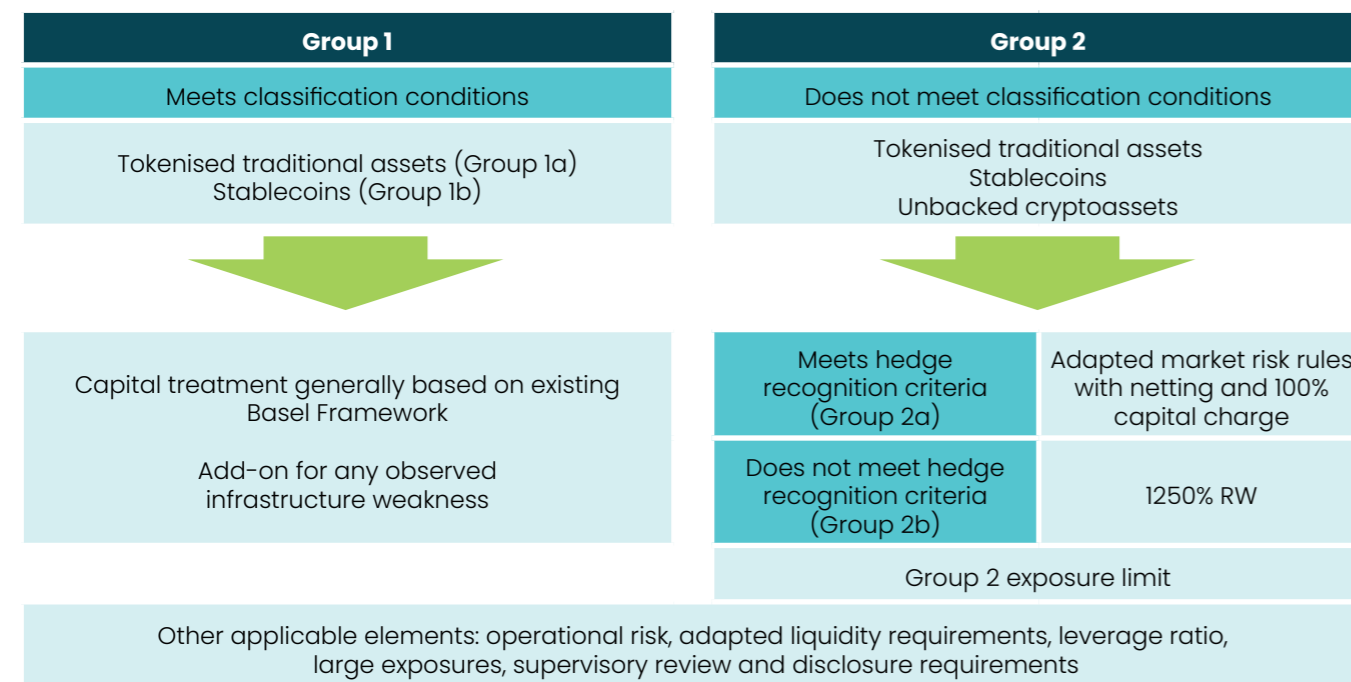 Group 1
Meets classification conditions
Tokenised traditional assets (Group 1a)
Stablecoins (Group 1b)
Capital treatment generally based on existing
Basel Framework
Add-on for any observed
infrastructure weakness
Group 2
Does not meet classification conditions
Tokenised traditional assets
Stablecoins
Unbacked cryptoassets
Meets hedge
recognition criteria
(Group 2a)
Adapted market risk rules
with netting and 100%
capital charge
Does not meet hedge
recognition criteria
(Group 2b)
1250% RW
Group 2 exposure limit
Other applicable elements: operational risk, adapted liquidity requirements, leverage ratio,
large exposures, supervisory review and disclosure requirements